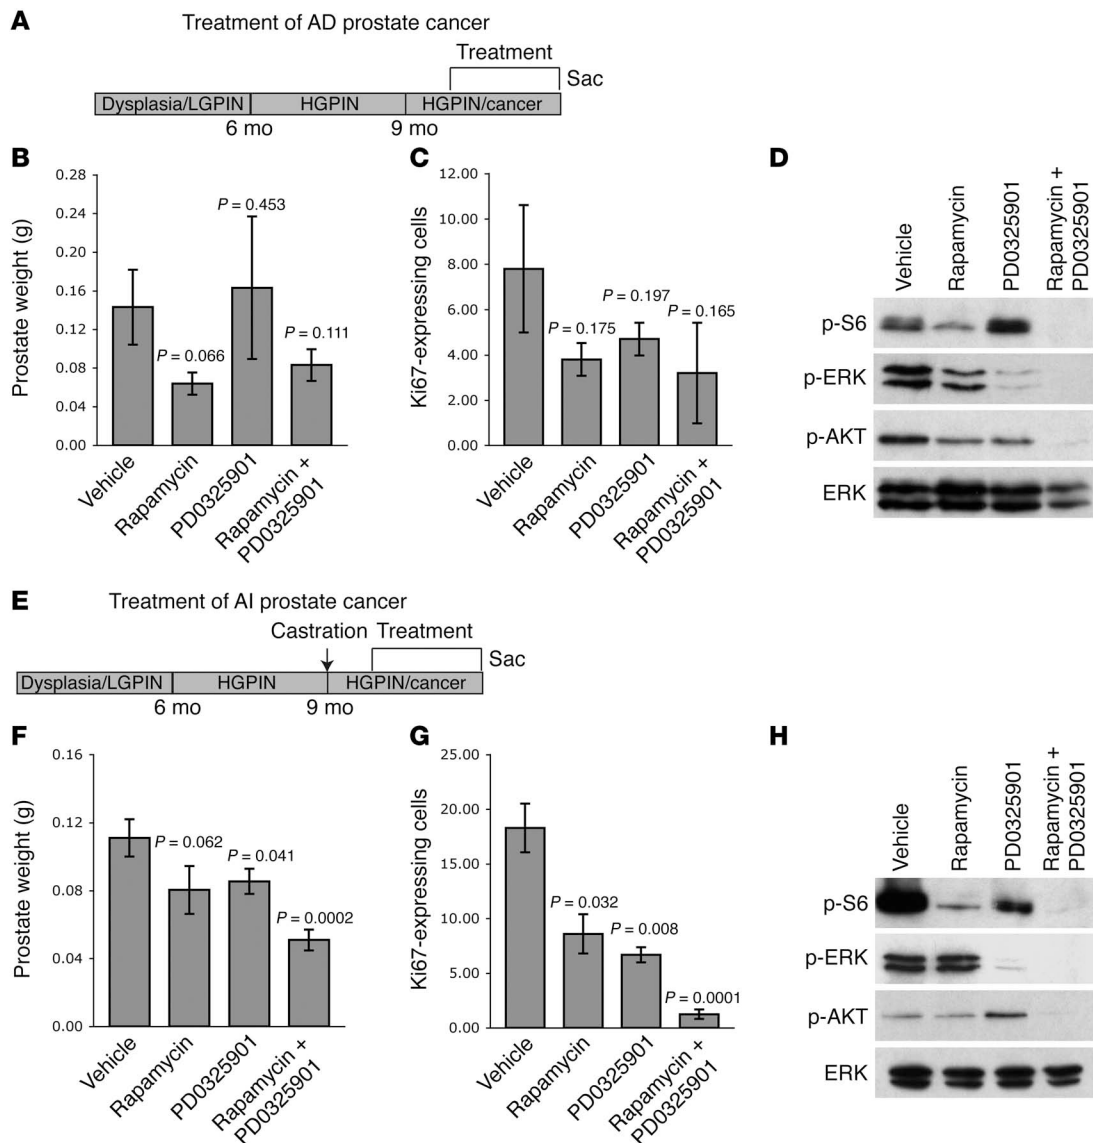 A
Treatment of AD prostate cancer
Treatment
Sac
Dysplasia/LGPIN
HGPIN
HGPIN/cancer
6 mo
9 mo
B
Prostate weight (g)
0.28
0.24
0.20
0.16
0.12
0.08
0.04
0.00
P = 0.066
P = 0.453
P = 0.111
Vehicle
Rapamycin
PD0325901
Rapamycin +
PD0325901
C
Ki67-expressing cells
12.00
10.00
8.00
6.00
4.00
2.00
0.00
P = 0.175
P = 0.197
P = 0.165
Vehicle
Rapamycin
PD0325901
Rapamycin +
PD0325901
D
Vehicle
Rapamycin
PD0325901
Rapamycin +
PD0325901
p-S6
p-ERK
p-AKT
ERK
E
Treatment of AI prostate cancer
Castration
Treatment
Sac
Dysplasia/LGPIN
HGPIN
HGPIN/cancer
6 mo
9 mo
F
Prostate weight (g)
0.16
0.12
0.08
0.04
0.00
P = 0.062
P = 0.041
P = 0.0002
Vehicle
Rapamycin
PD0325901
Rapamycin +
PD0325901
G
Ki67-expressing cells
25.00
20.00
15.00
10.00
5.00
0.00
P = 0.032
P = 0.008
P = 0.0001
Vehicle
Rapamycin
PD0325901
Rapamycin +
PD0325901
H
Vehicle
Rapamycin
PD0325901
Rapamycin +
PD0325901
p-S6
p-ERK
p-AKT
ERK